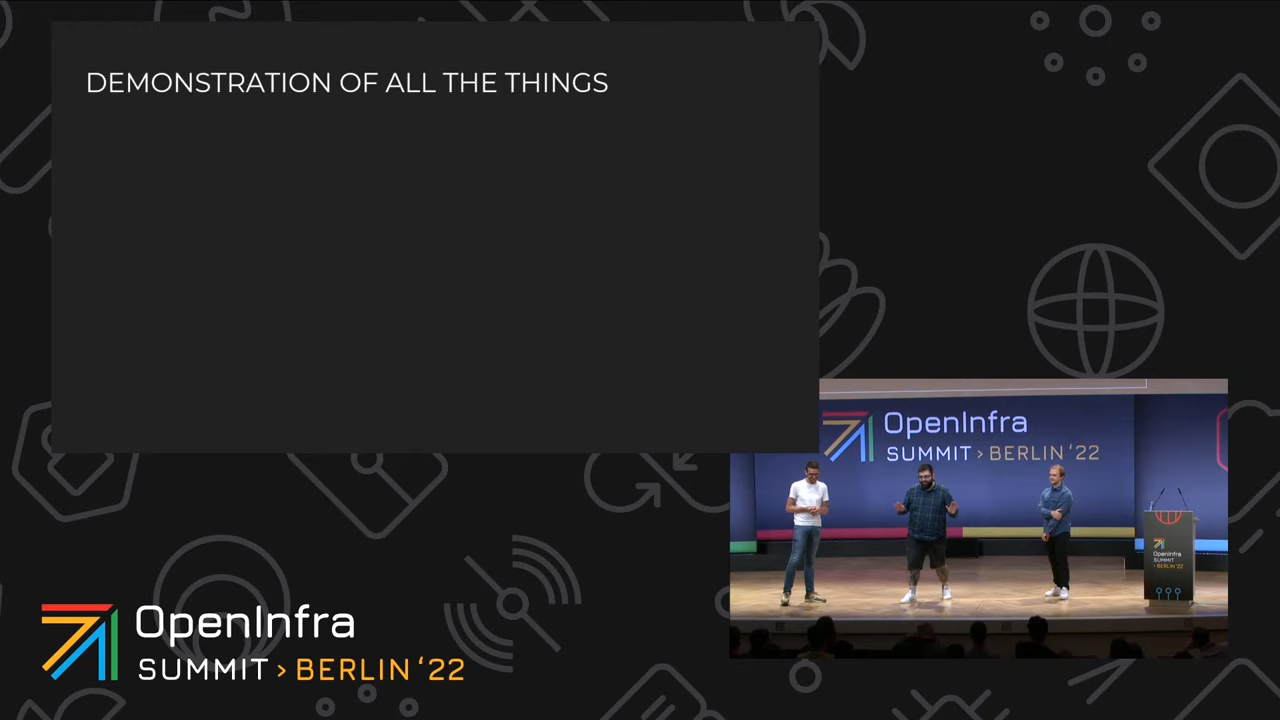 DEMONSTRATION OF ALL THE THINGS
OpenInfra
SUMMIT > BERLIN '22
OpenInfra
SUMMIT
> BERLIN '22
OpenInfra
SUMMIT > BERLIN '22